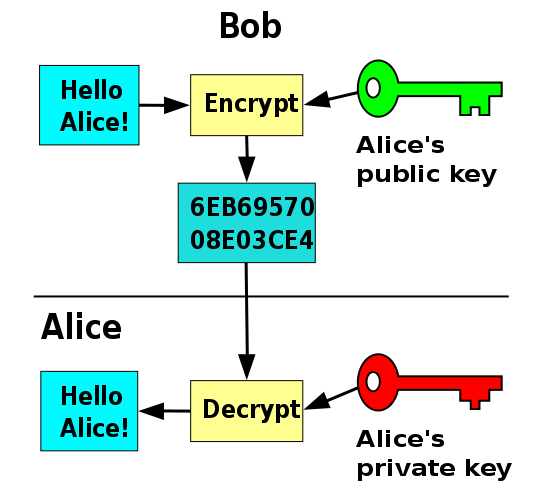 Bob
Hello
Alice!
Encrypt
Alice's
public key
6EB69570
08E03CE4
Alice
Hello
Alice!
Decrypt
Alice's
private key